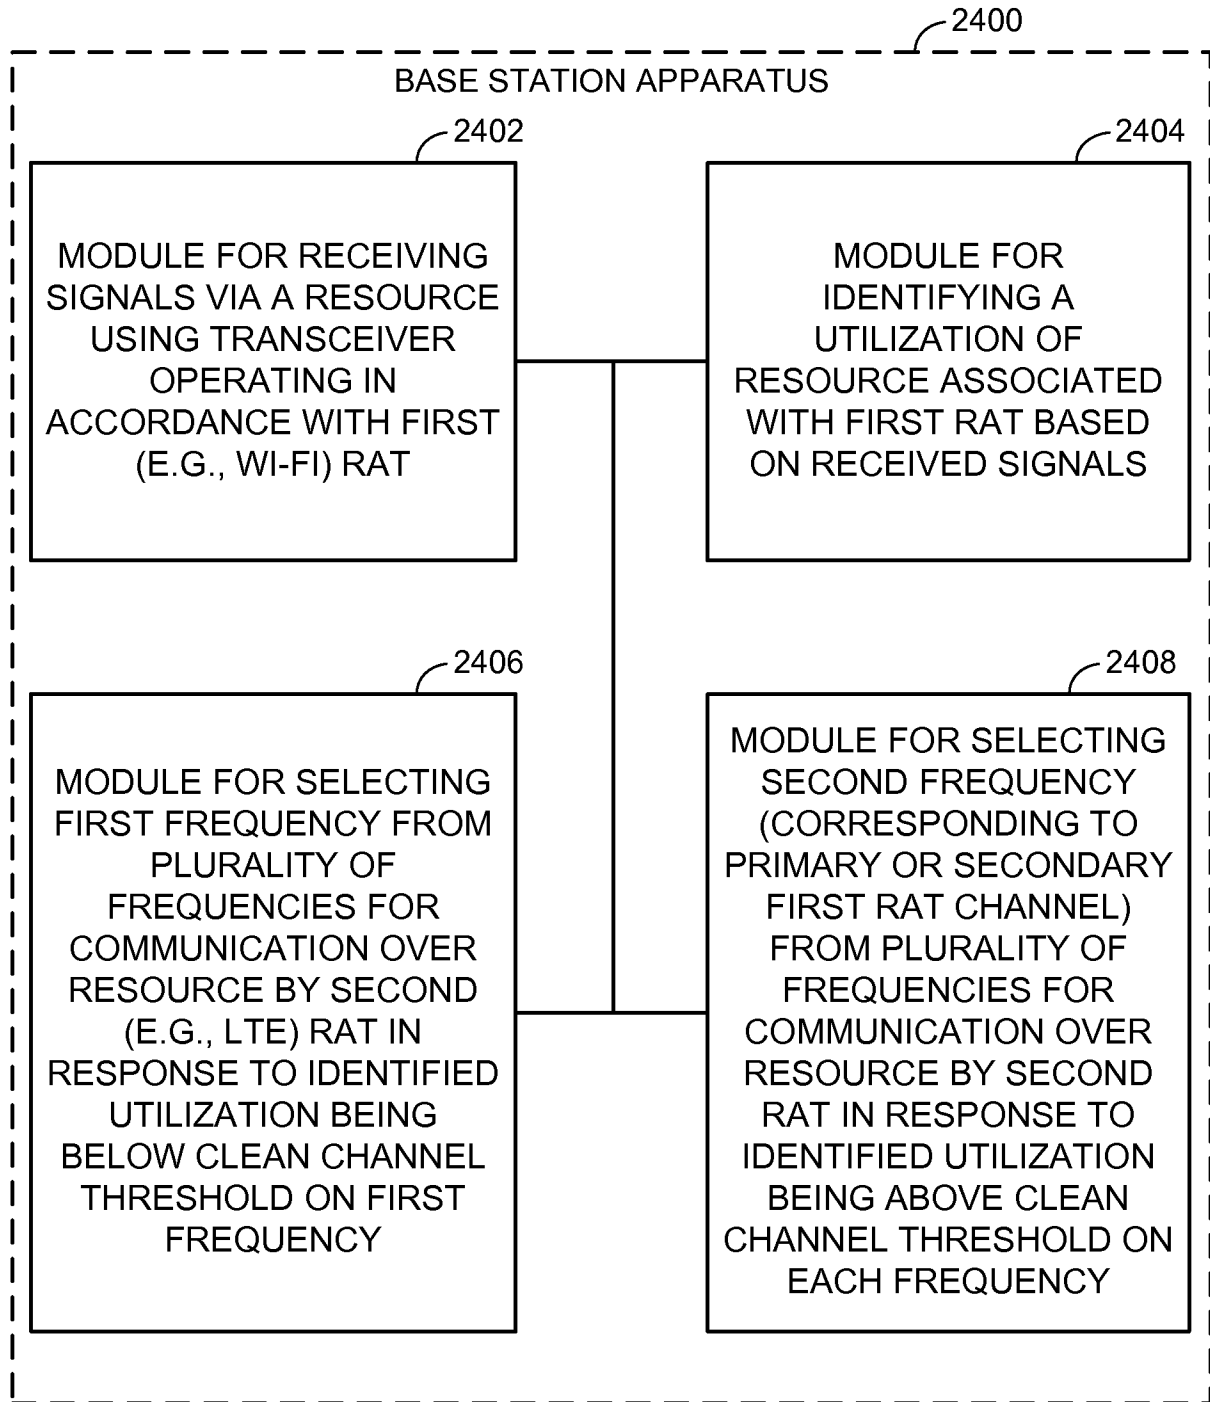 2400
BASE STATION APPARATUS
2402
MODULE FOR RECEIVING
SIGNALS VIA A RESOURCE
USING TRANSCEIVER
OPERATING IN
ACCORDANCE WITH FIRST
(E.G., WI-FI) RAT
2404
MODULE FOR
IDENTIFYING A
UTILIZATION OF
RESOURCE ASSOCIATED
WITH FIRST RAT BASED
ON RECEIVED SIGNALS
2406
MODULE FOR SELECTING
FIRST FREQUENCY FROM
PLURALITY OF
FREQUENCIES FOR
COMMUNICATION OVER
RESOURCE BY SECOND
(E.G., LTE) RAT IN
RESPONSE TO IDENTIFIED
UTILIZATION BEING
BELOW CLEAN CHANNEL
THRESHOLD ON FIRST
FREQUENCY
2408
MODULE FOR SELECTING
SECOND FREQUENCY
(CORRESPONDING TO
PRIMARY OR SECONDARY
FIRST RAT CHANNEL)
FROM PLURALITY OF
FREQUENCIES FOR
COMMUNICATION OVER
RESOURCE BY SECOND
RAT IN RESPONSE TO
IDENTIFIED UTILIZATION
BEING ABOVE CLEAN
CHANNEL THRESHOLD ON
EACH FREQUENCY